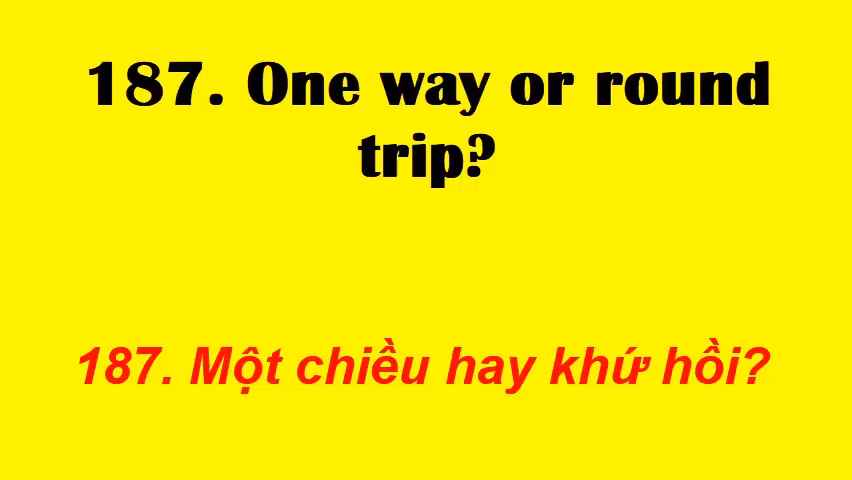 187. One way or round
trip?
187. Một chiều hay khứ hồi?